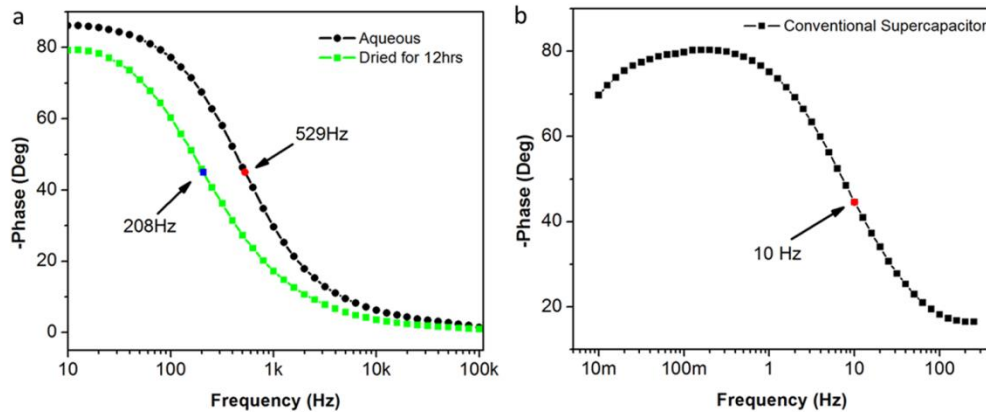 a
Aqueous
Dried for 12hrs
529Hz
208Hz
-Phase (Deg)
80
60
40
20
0
10 100 1k 10k 100k
Frequency (Hz)
b
Conventional Supercapacitor
10 Hz
-Phase (Deg)
80
60
40
20
10m 100m 1 10 100
Frequency (Hz)